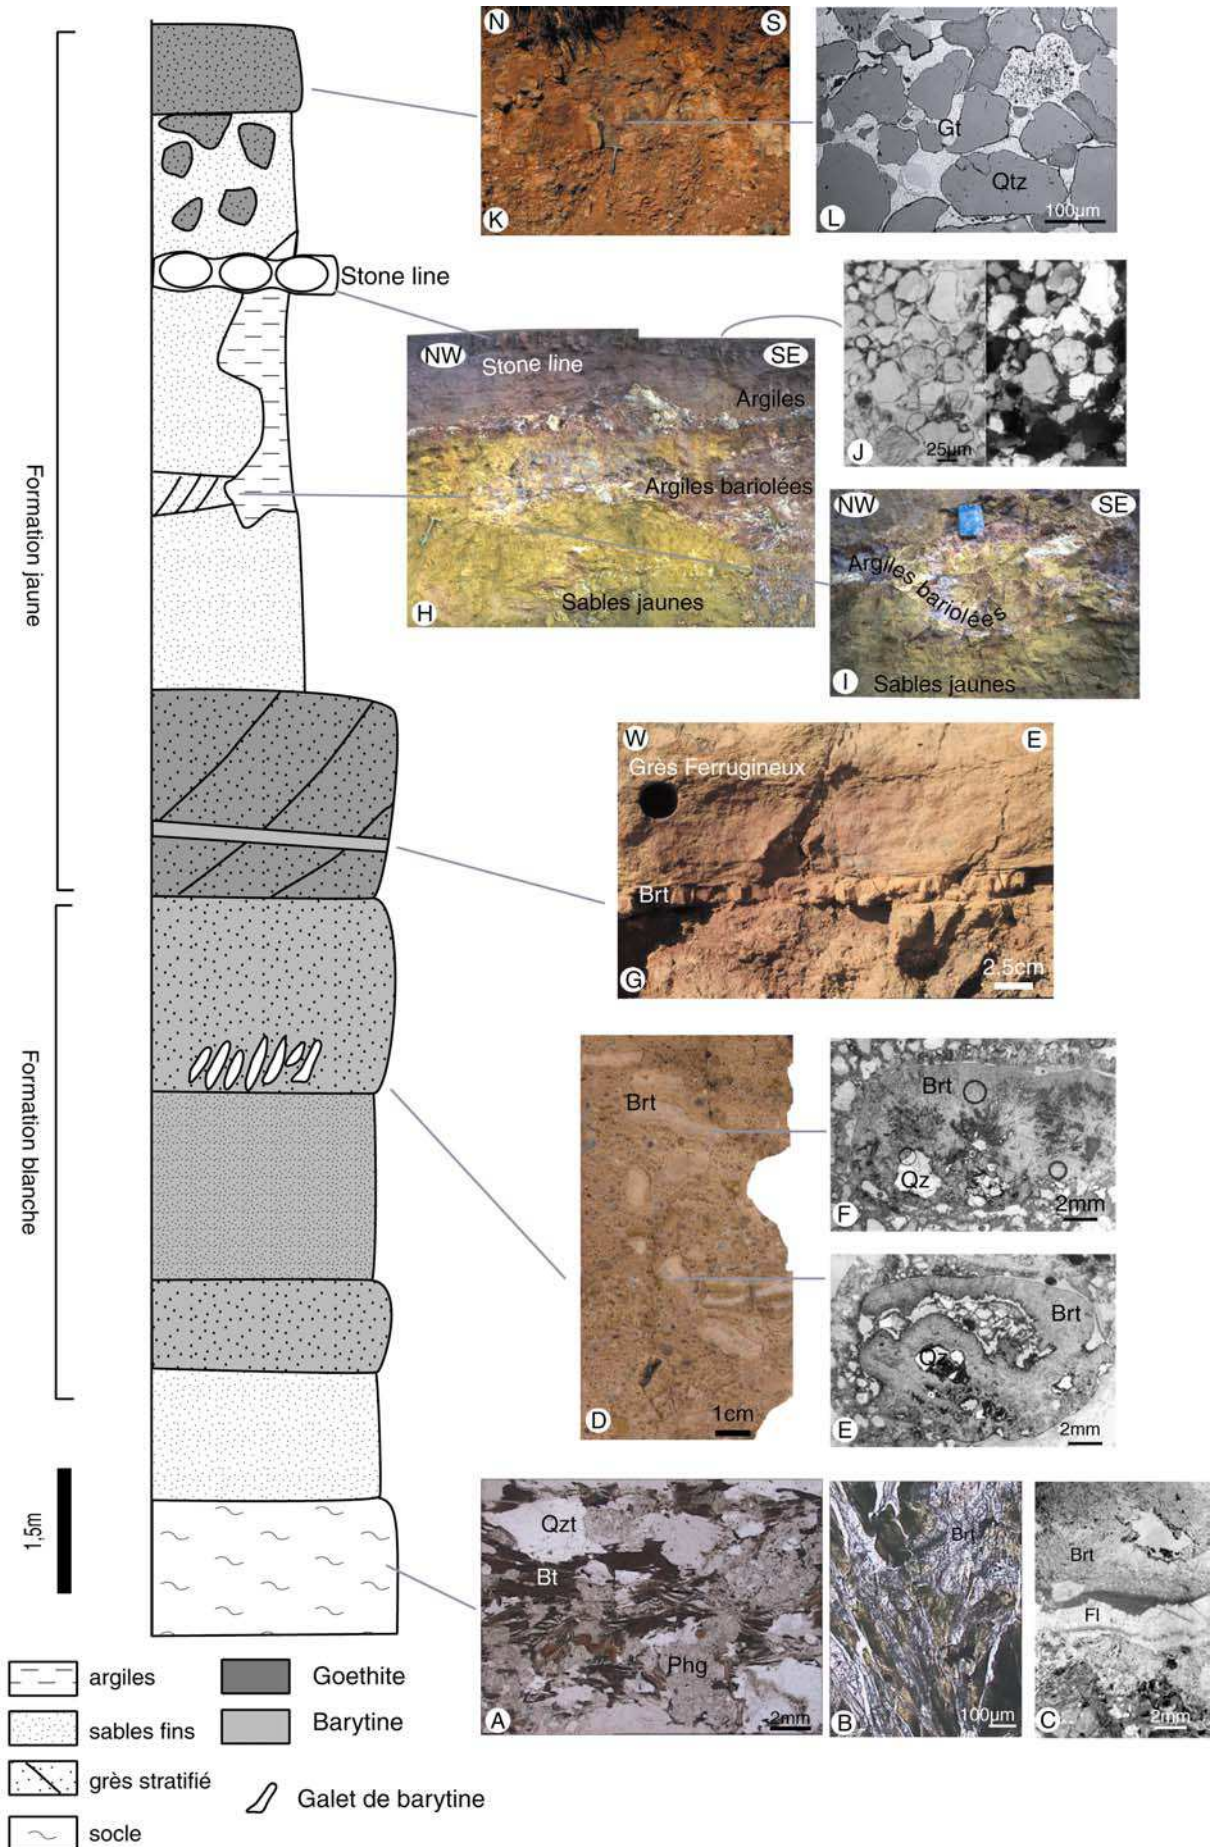 N
S
K
Gt
Qtz
100µm
L
Stone line
NW
SE
Stone line
Argiles
Argiles bariolées
Sables jaunes
H
J
25µm
NW
SE
Argiles bariolées
Sables jaunes
I
Formation jaune
W
E
Grès Ferrugineux
Brt
G
2.5cm
Formation blanche
Brt
D
1cm
Brt
Qz
F
2mm
Brt
Qz
E
2mm
1,5m
Qzt
Bt
Phg
A
2mm
Brt
B
100µm
Brt
Fl
C
2mm
argiles
Goethite
sables fins
Barytine
grès stratifié
Galet de barytine
socle